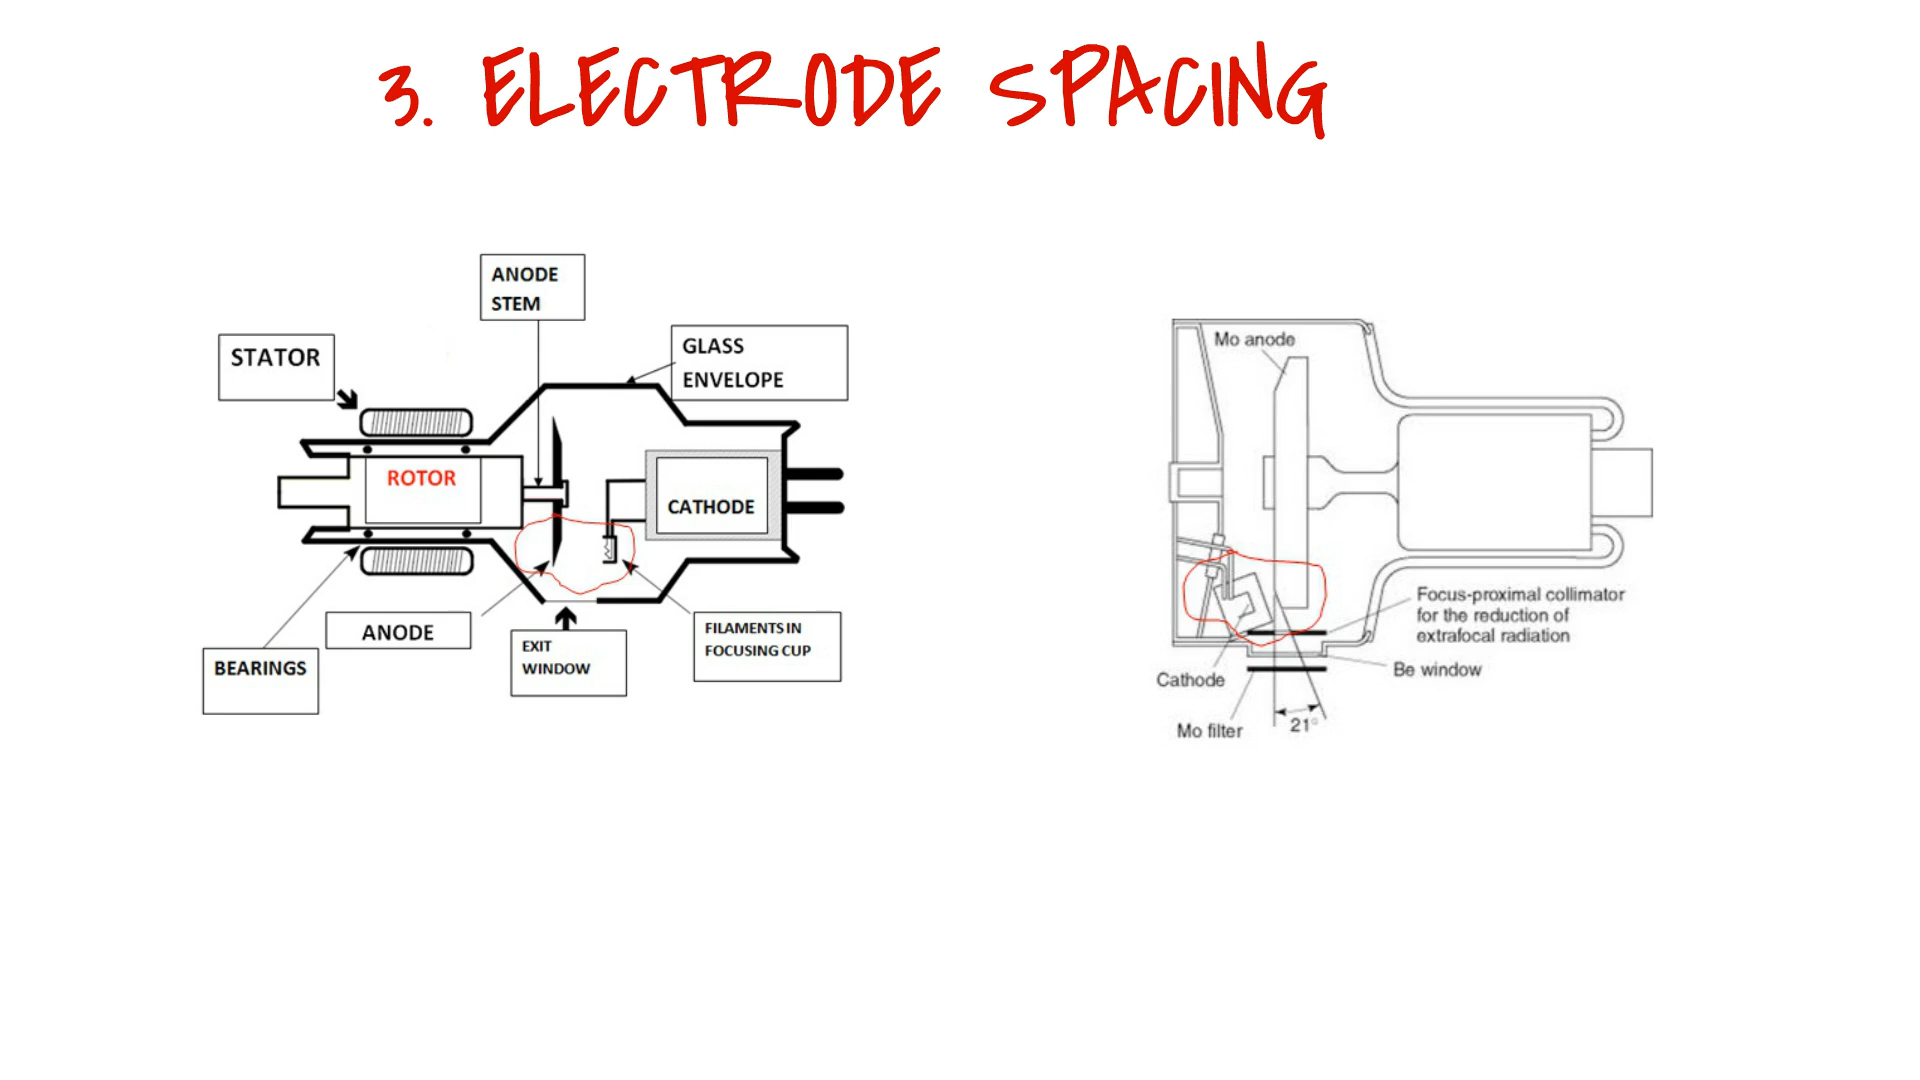 3. ELECTRODE SPACING
ANODE
STEM
STATOR
GLASS
ENVELOPE
ROTOR
CATHODE
ANODE
EXIT
WINDOW
FILAMENTS IN
FOCUSING CUP
BEARINGS
Mo anode
Focus-proximal collimator
for the reduction of
extrafocal radiation
Be window
Cathode
Mo filter
21°